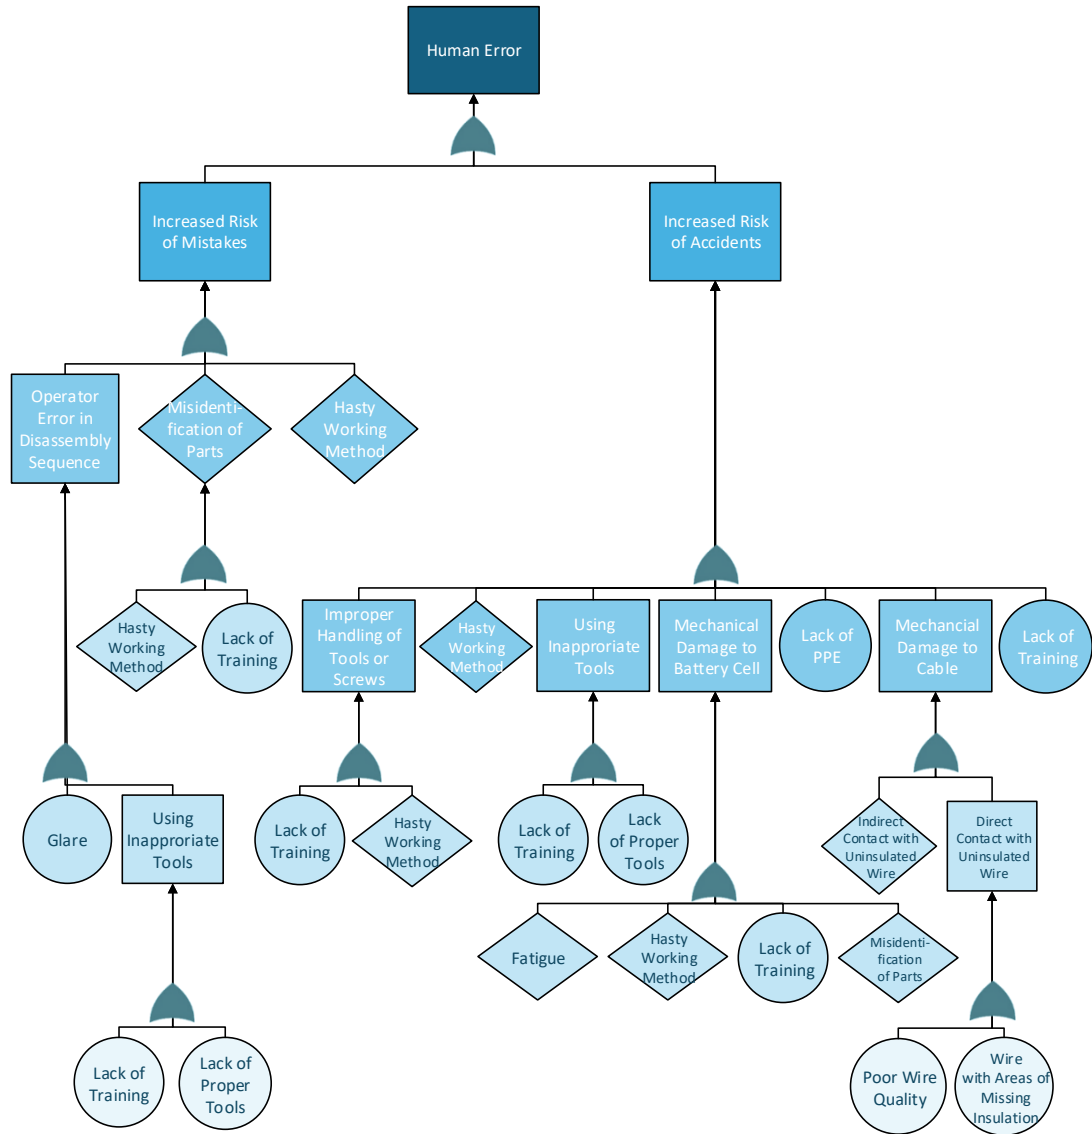 Human Error
Increased Risk
of Mistakes
Increased Risk
of Accidents
Operator
Error in
Disassembly
Sequence
Misidenti-
fication of
Parts
Hasty
Working
Method
Hasty
Working
Method
Lack of
Training
Improper
Handling of
Tools or
Screws
Hasty
Working
Method
Using
Inapproriate
Tools
Mechanical
Damage to
Battery Cell
Lack of
PPE
Mechancial
Damage to
Cable
Lack of
Training
Glare
Using
Inapproriate
Tools
Lack of
Training
Hasty
Working
Method
Lack of
Training
Lack
of Proper
Tools
Indirect
Contact with
Uninsulated
Wire
Direct
Contact with
Uninsulated
Wire
Fatigue
Hasty
Working
Method
Lack of
Training
Misidenti-
fication
of Parts
Lack of
Training
Lack of
Proper
Tools
Poor Wire
Quality
Wire
with Areas of
Missing
Insulation